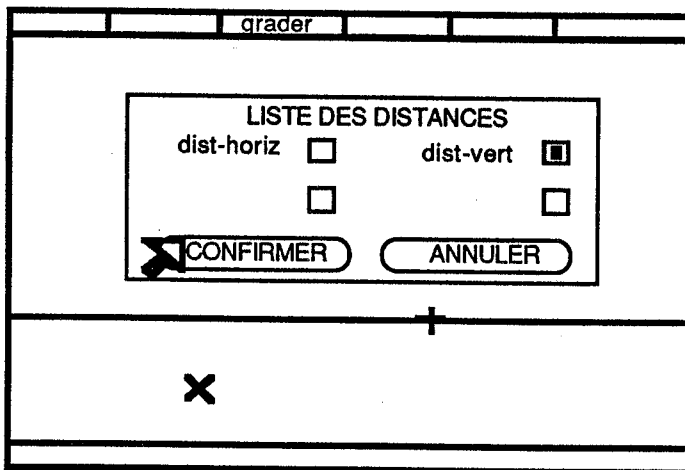 grader
LISTE DES DISTANCES
dist-horiz dist-vert
CONFIRMER ANNULER